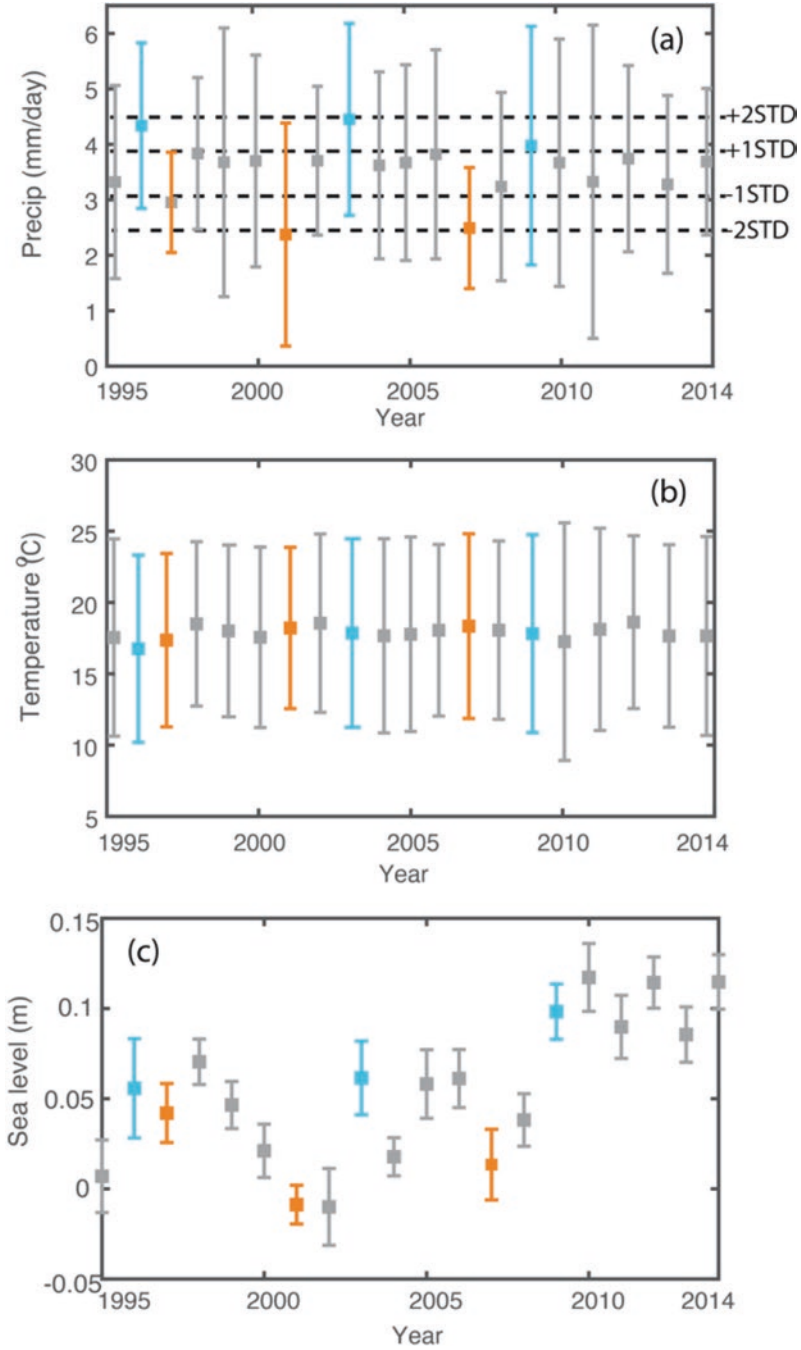 6
5
4
3
2
1
0
Precip (mm/day)
(a)
+2STD
+1STD
-1STD
-2STD
1995 2000 2005 2010 2014
Year
30
25
20
15
10
5
Temperature (ºC)
(b)
1995 2000 2005 2010 2014
Year
0.15
0.1
0.05
0
-0.05
Sea level (m)
(c)
1995 2000 2005 2010 2014
Year